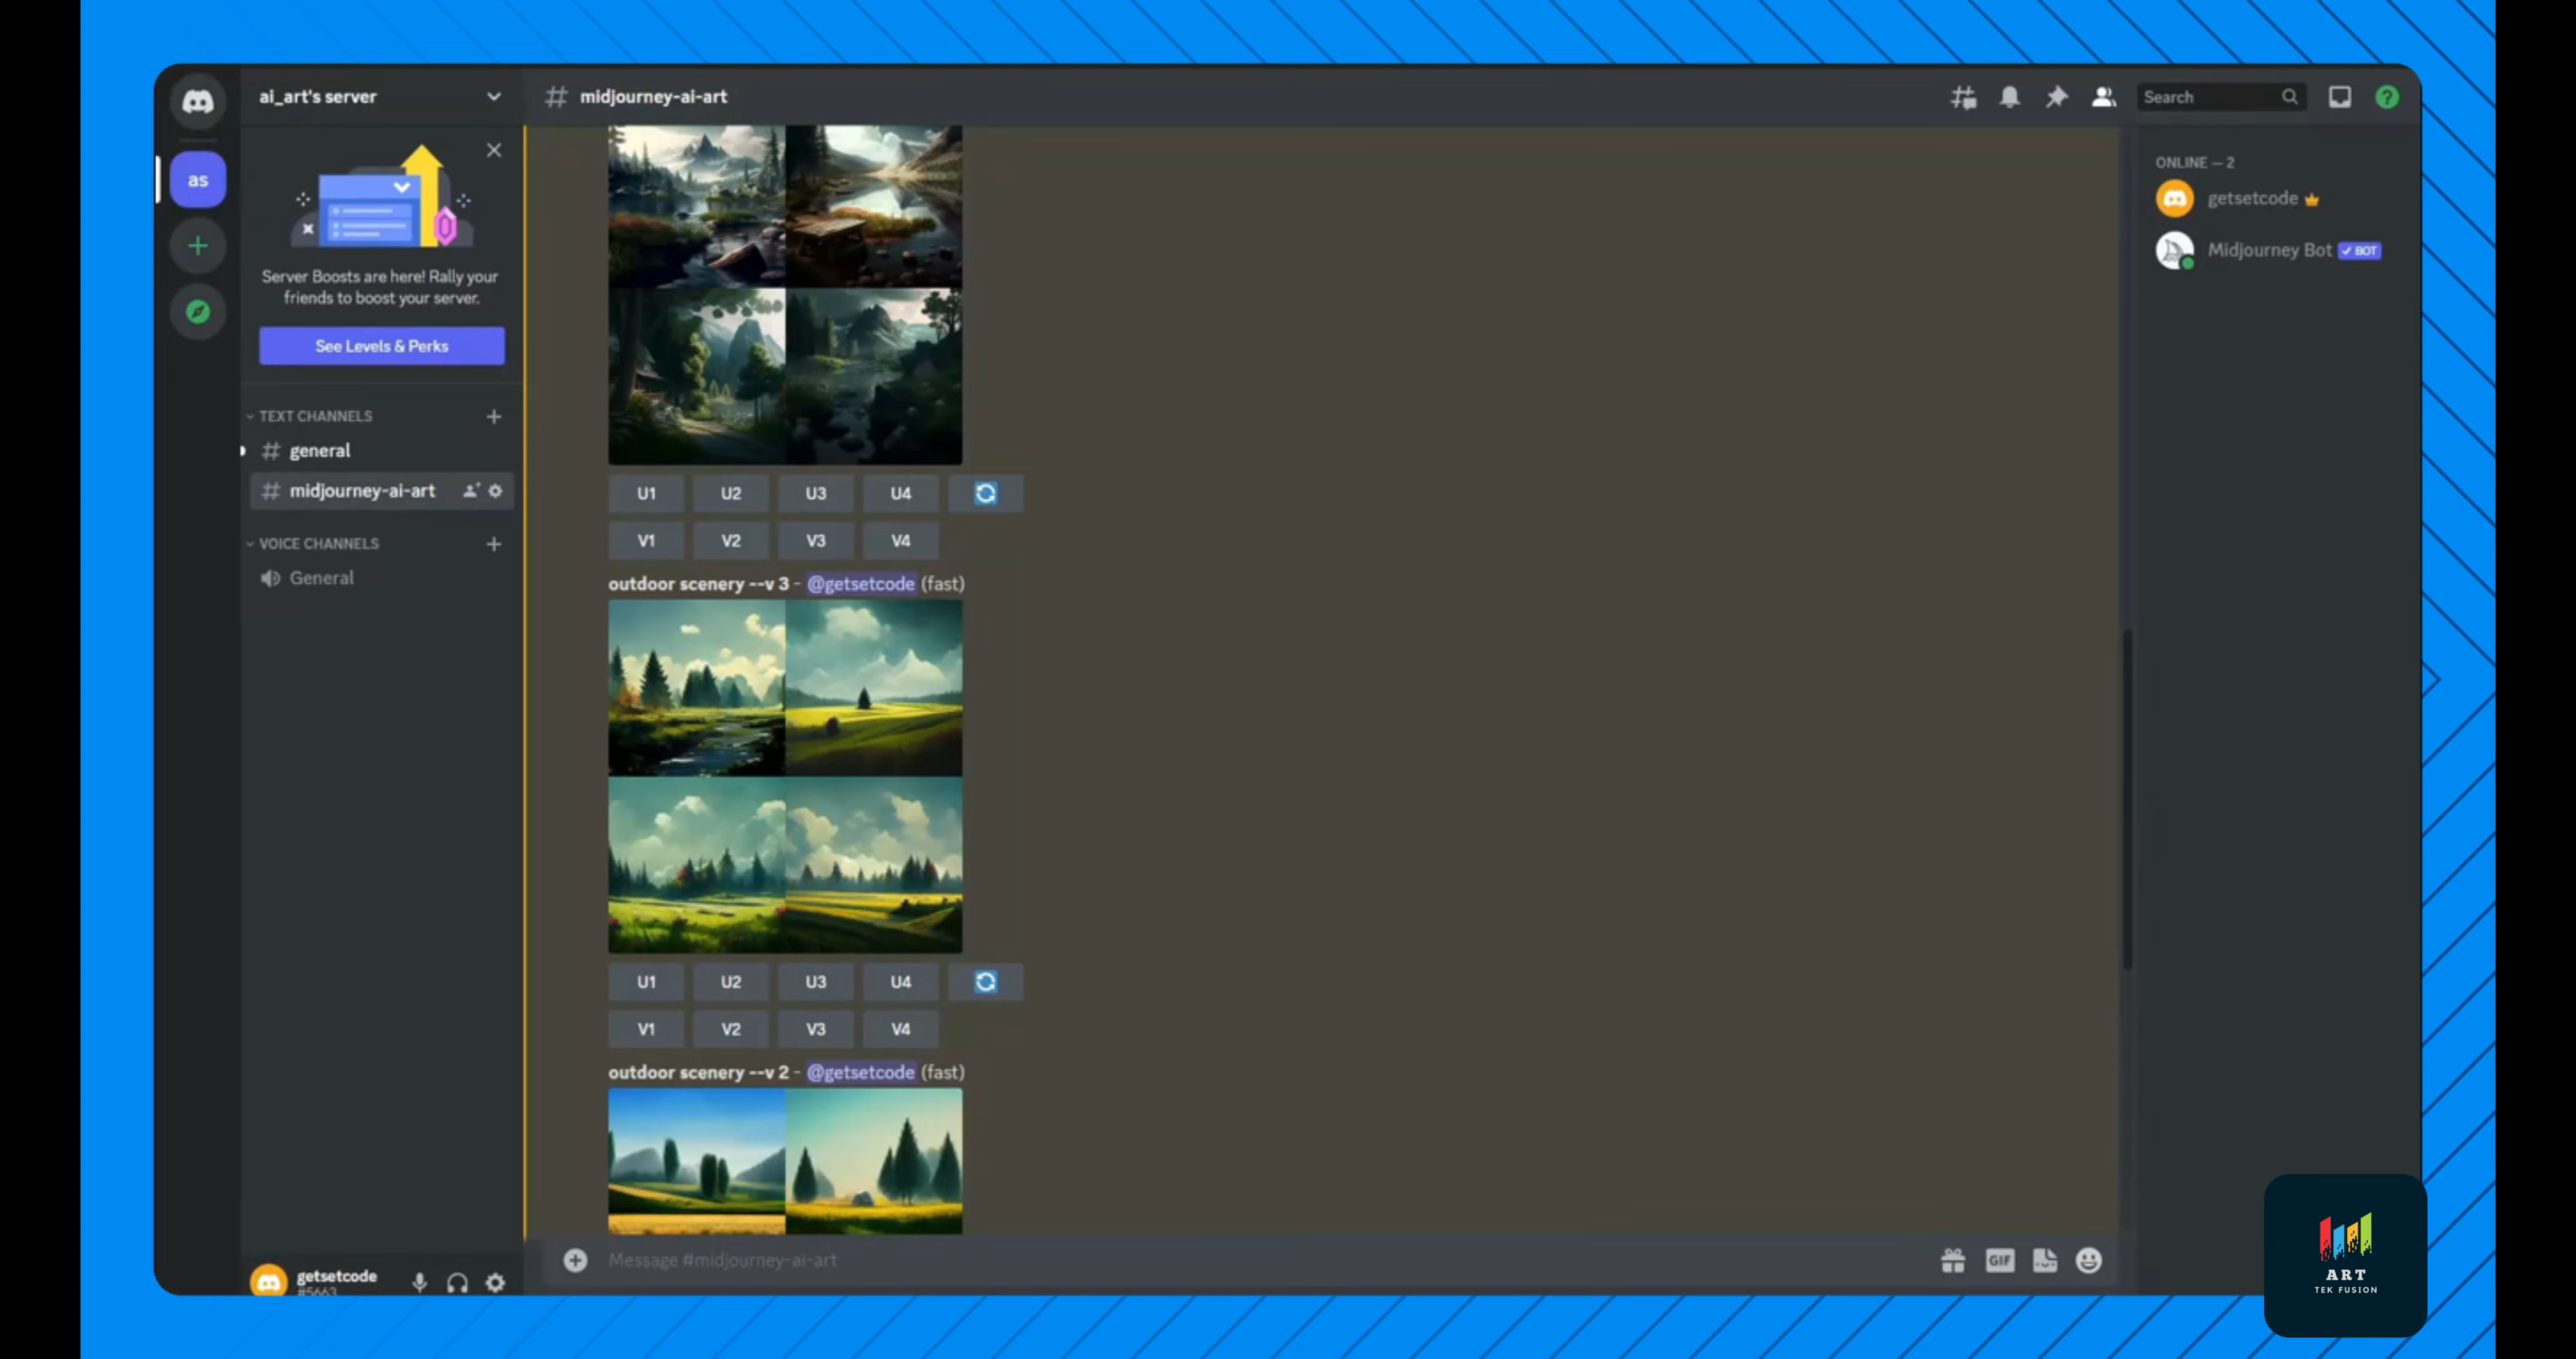 ai_art's server
midjourney-ai-art
Search
as
Server Boosts are here! Rally your
friends to boost your server.
See Levels & Perks
TEXT CHANNELS
general
midjourney-ai-art
VOICE CHANNELS
General
getsetcode
#5663
U1 U2 U3 U4
V1 V2 V3 V4
outdoor scenery --v 3 - @getsetcode (fast)
U1 U2 U3 U4
V1 V2 V3 V4
outdoor scenery --v 2 - @getsetcode (fast)
Message #midjourney-ai-art
GIF
ONLINE — 2
getsetcode
Midjourney Bot BOT
ART
TEK FUSION